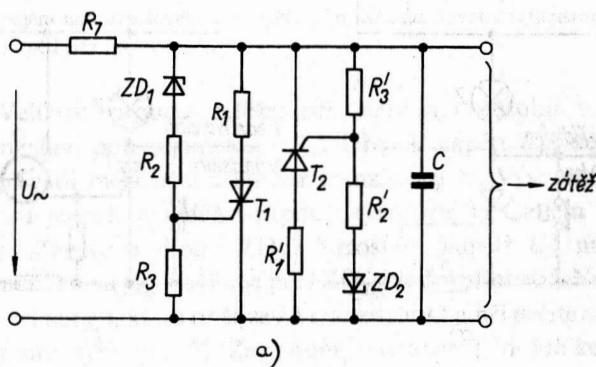 R₇
ZD₁
R₁
R₃′
R₂
T₂
C
U~
T₁
R₂′
zátěž
R₃
R₁′
ZD₂
a)